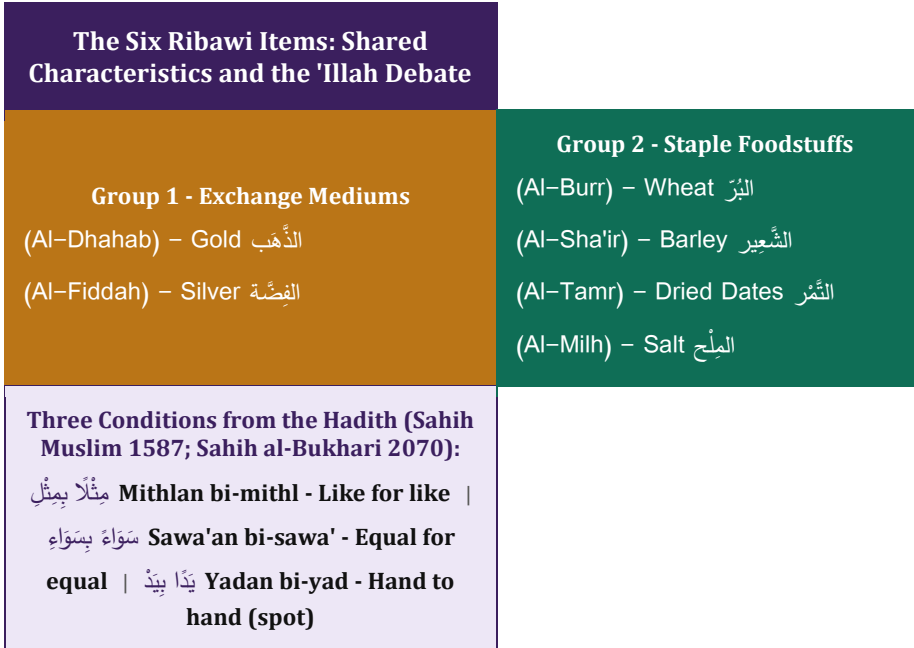 The Six Ribawi Items: Shared
Characteristics and the 'Illah Debate
Group 1 - Exchange Mediums
(Al-Dhahab) – Gold الذَّهَب
(Al-Fiddah) – Silver الفِضَّة
Group 2 - Staple Foodstuffs
(Al-Burr) – Wheat البُرّ
(Al-Sha'ir) – Barley الشَّعِير
(Al-Tamr) – Dried Dates التَّمْر
(Al-Milh) – Salt المِلْح
Three Conditions from the Hadith (Sahih
Muslim 1587; Sahih al-Bukhari 2070):
مِثْلًا بِمِثْلِ Mithlan bi-mithl - Like for like |
سَوَاءً بِسَوَاءِ Sawa'an bi-sawa' - Equal for
equal | يَدًا بِيَدْ Yadan bi-yad - Hand to
hand (spot)